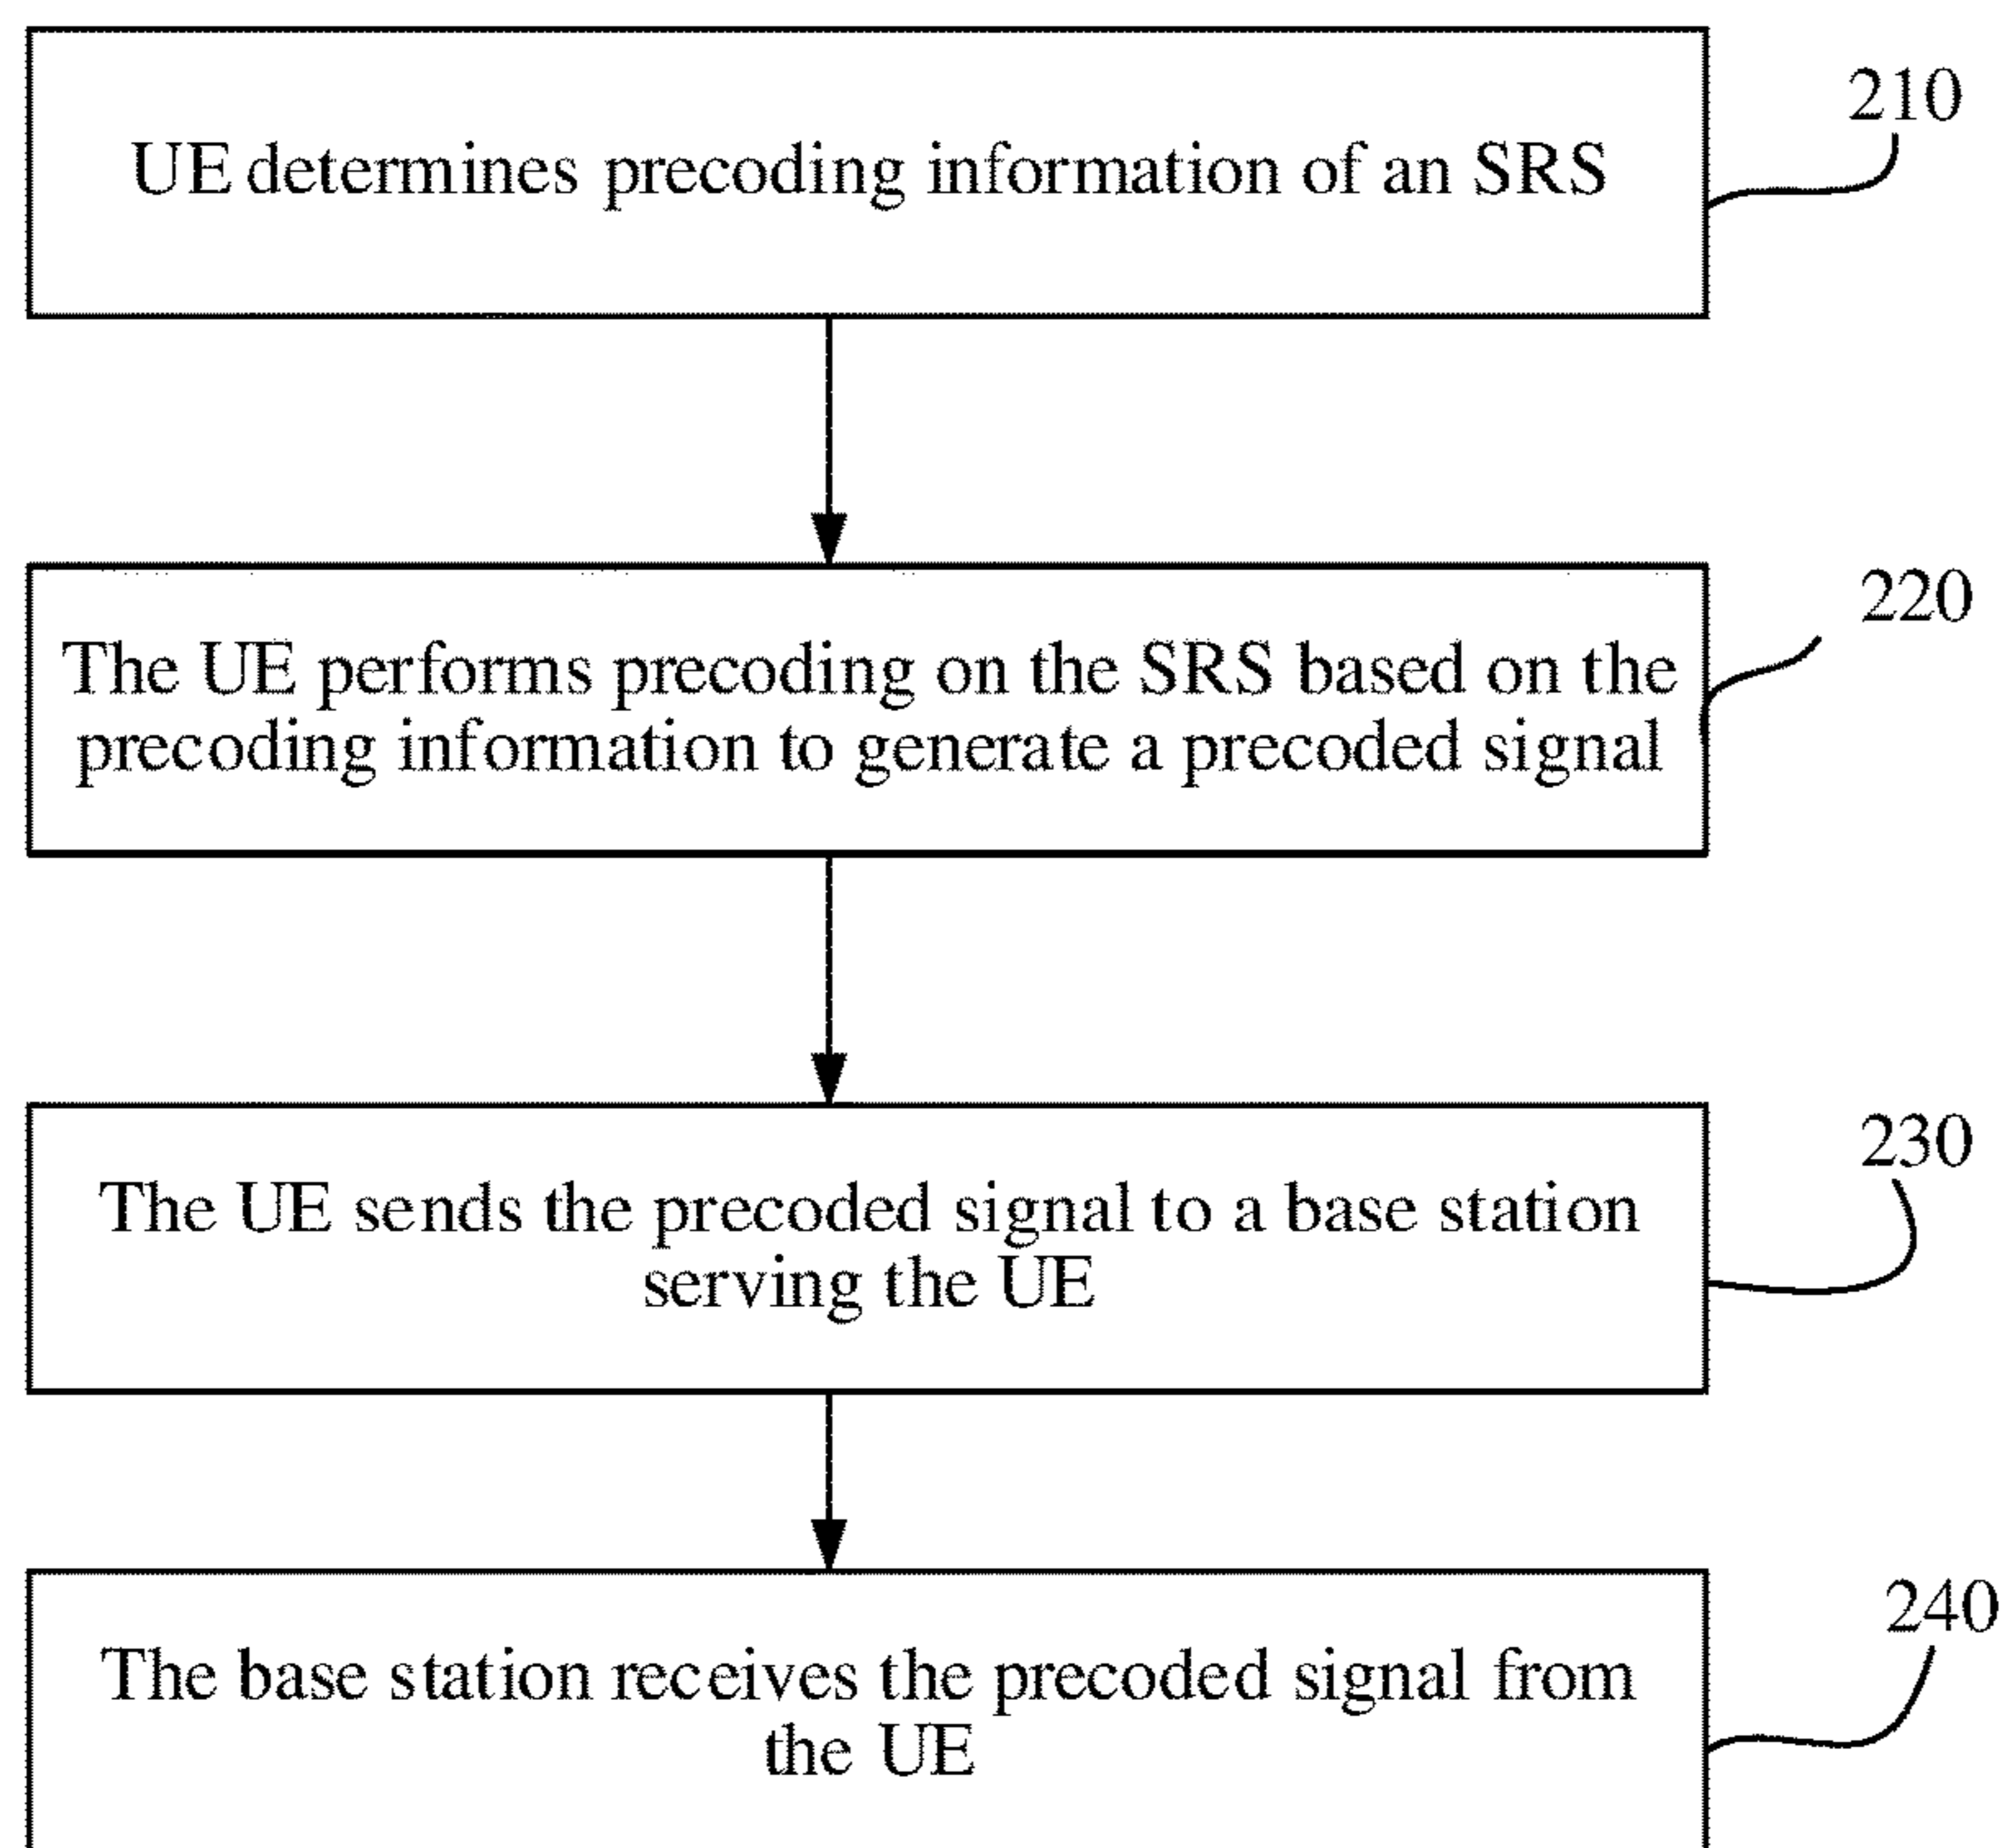 UE determines precoding information of an SRS
210
The UE performs precoding on the SRS based on the
precoding information to generate a precoded signal
220
The UE sends the precoded signal to a base station
serving the UE
230
The base station receives the precoded signal from
the UE
240